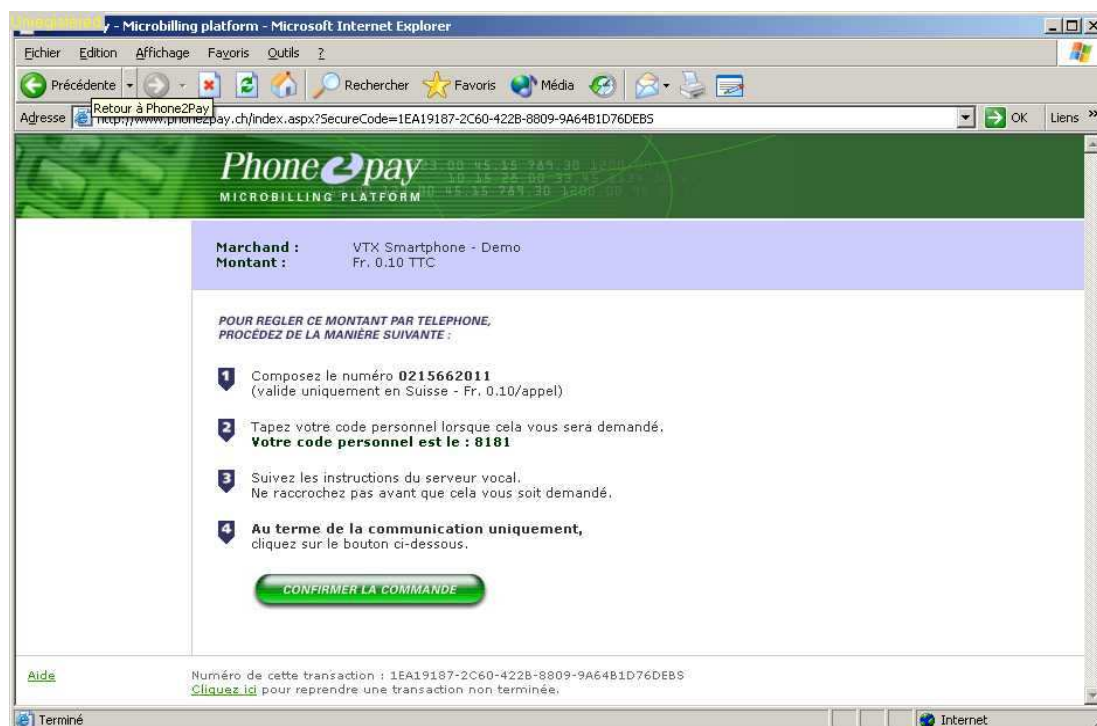 Unregistered y - Microbilling platform - Microsoft Internet Explorer
Fichier Edition Affichage Favoris Outils ?
Précédente Rechercher Favoris Média
Retour à Phone2Pay
Adresse http://www.phone2pay.ch/index.aspx?SecureCode=1EA19187-2C60-422B-8809-9A64B1D76DEBS OK Liens »
Phone2pay
MICROBILLING PLATFORM
Marchand : VTX Smartphone - Demo
Montant : Fr. 0.10 TTC
POUR REGLER CE MONTANT PAR TELEPHONE,
PROCÉDEZ DE LA MANIÈRE SUIVANTE :
1 Composez le numéro 0215662011
(valide uniquement en Suisse - Fr. 0.10/appel)
2 Tapez votre code personnel lorsque cela vous sera demandé.
Votre code personnel est le : 8181
3 Suivez les instructions du serveur vocal.
Ne raccrochez pas avant que cela vous soit demandé.
4 Au terme de la communication uniquement,
cliquez sur le bouton ci-dessous.
CONFIRMER LA COMMANDE
Aide
Numéro de cette transaction : 1EA19187-2C60-422B-8809-9A64B1D76DEBS
Cliquez ici pour reprendre une transaction non terminée.
Terminé Internet